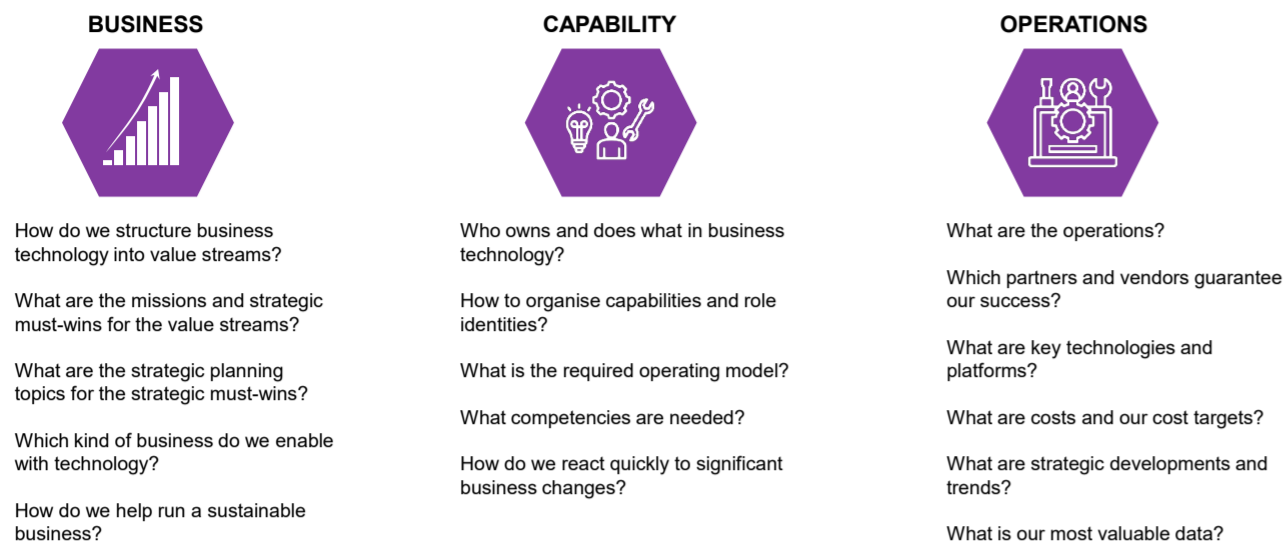 BUSINESS
How do we structure business
technology into value streams?
What are the missions and strategic
must-wins for the value streams?
What are the strategic planning
topics for the strategic must-wins?
Which kind of business do we enable
with technology?
How do we help run a sustainable
business?
CAPABILITY
Who owns and does what in business
technology?
How to organise capabilities and role
identities?
What is the required operating model?
What competencies are needed?
How do we react quickly to significant
business changes?
OPERATIONS
What are the operations?
Which partners and vendors guarantee
our success?
What are key technologies and
platforms?
What are costs and our cost targets?
What are strategic developments and
trends?
What is our most valuable data?